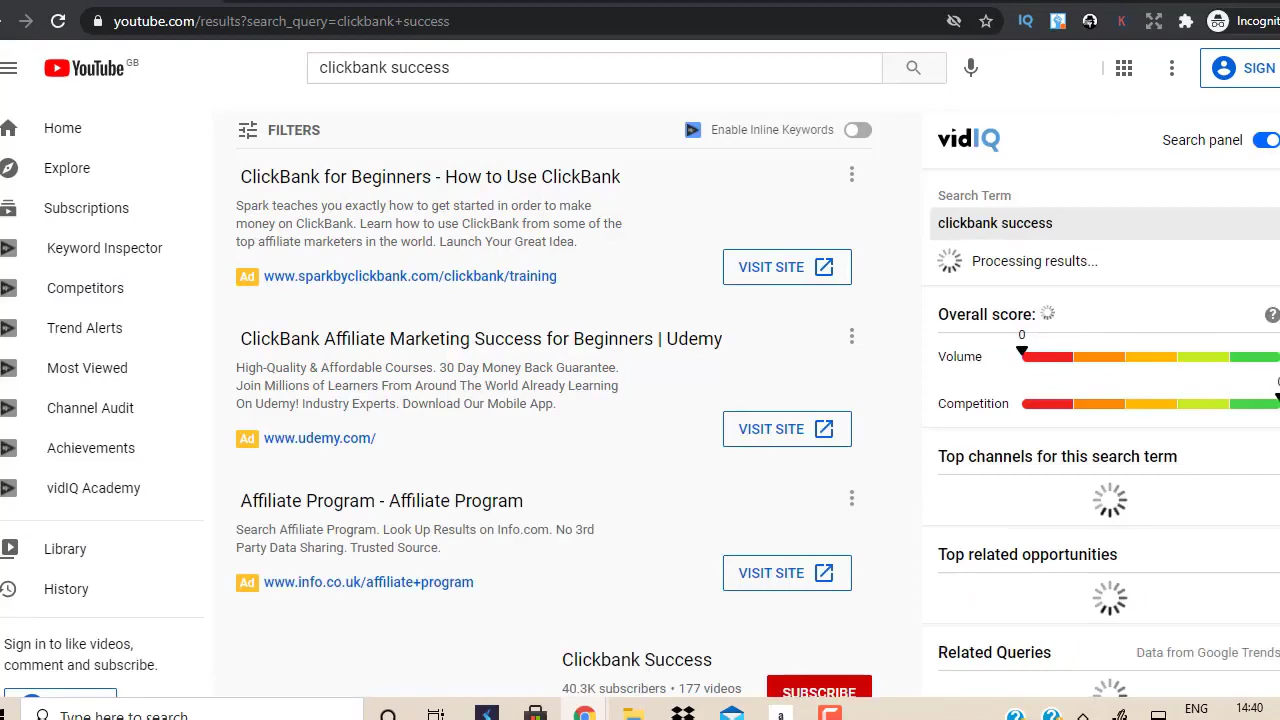 youtube.com/results?search_query=clickbank+success
IQ
K
Incognit
YouTube GB
clickbank success
SIGN
Home
Explore
Subscriptions
Keyword Inspector
Competitors
Trend Alerts
Most Viewed
Channel Audit
Achievements
vidIQ Academy
Library
History
Sign in to like videos,
comment and subscribe.
FILTERS
Enable Inline Keywords
ClickBank for Beginners - How to Use ClickBank
Spark teaches you exactly how to get started in order to make
money on ClickBank. Learn how to use ClickBank from some of the
top affiliate marketers in the world. Launch Your Great Idea.
Ad www.sparkbyclickbank.com/clickbank/training
VISIT SITE
ClickBank Affiliate Marketing Success for Beginners | Udemy
High-Quality & Affordable Courses. 30 Day Money Back Guarantee.
Join Millions of Learners From Around The World Already Learning
On Udemy! Industry Experts. Download Our Mobile App.
Ad www.udemy.com/
VISIT SITE
Affiliate Program - Affiliate Program
Search Affiliate Program. Look Up Results on Info.com. No 3rd
Party Data Sharing. Trusted Source.
Ad www.info.co.uk/affiliate+program
VISIT SITE
Clickbank Success
40.3K subscribers • 177 videos
SUBSCRIBE
vidIQ
Search panel
Search Term
clickbank success
Processing results...
Overall score:
?
0
Volume
Competition
Top channels for this search term
Top related opportunities
Related Queries
Data from Google Trends
Type here to search
a
ENG
14:40